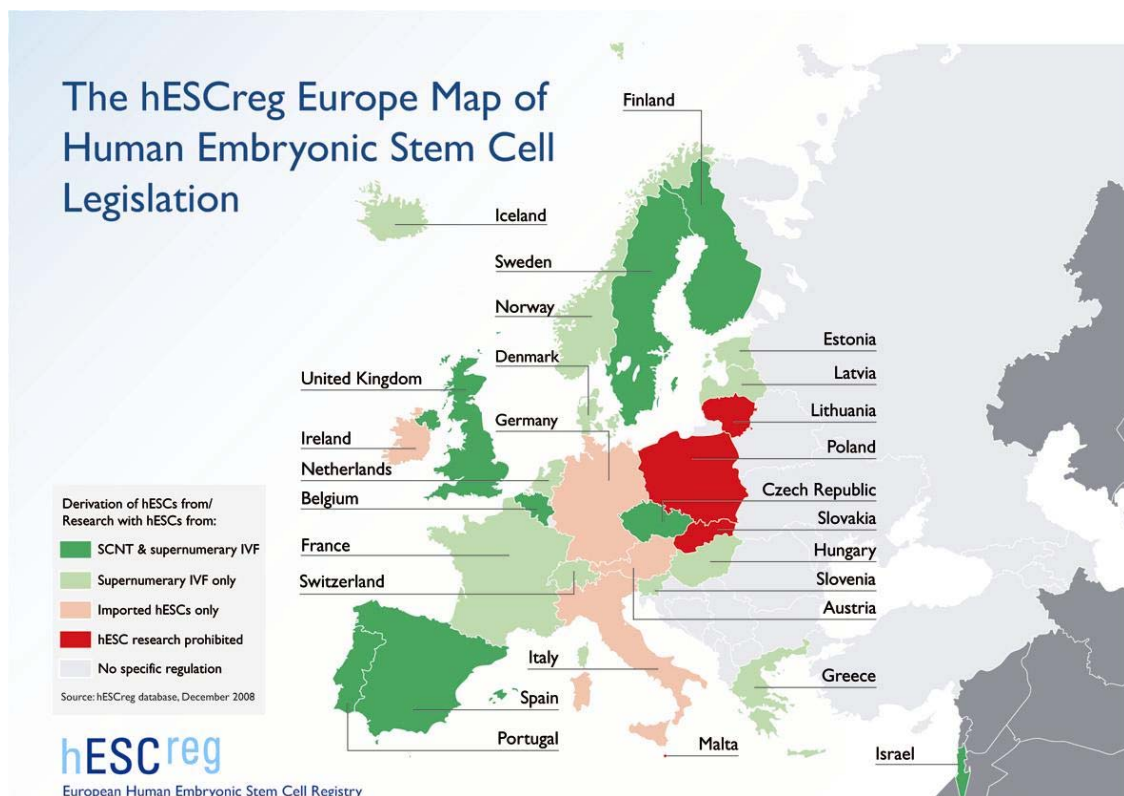 The hESCreg Europe Map of
Human Embryonic Stem Cell
Legislation
Finland
Iceland
Sweden
Norway
Denmark
United Kingdom
Germany
Ireland
Netherlands
Belgium
France
Switzerland
Estonia
Latvia
Lithuania
Poland
Czech Republic
Slovakia
Hungary
Slovenia
Austria
Italy
Greece
Spain
Portugal
Malta
Israel
Derivation of hESCs from/
Research with hESCs from:
SCNT & supernumerary IVF
Supernumerary IVF only
Imported hESCs only
hESC research prohibited
No specific regulation
Source: hESCreg database, December 2008
hESCreg
European Human Embryonic Stem Cell Registry